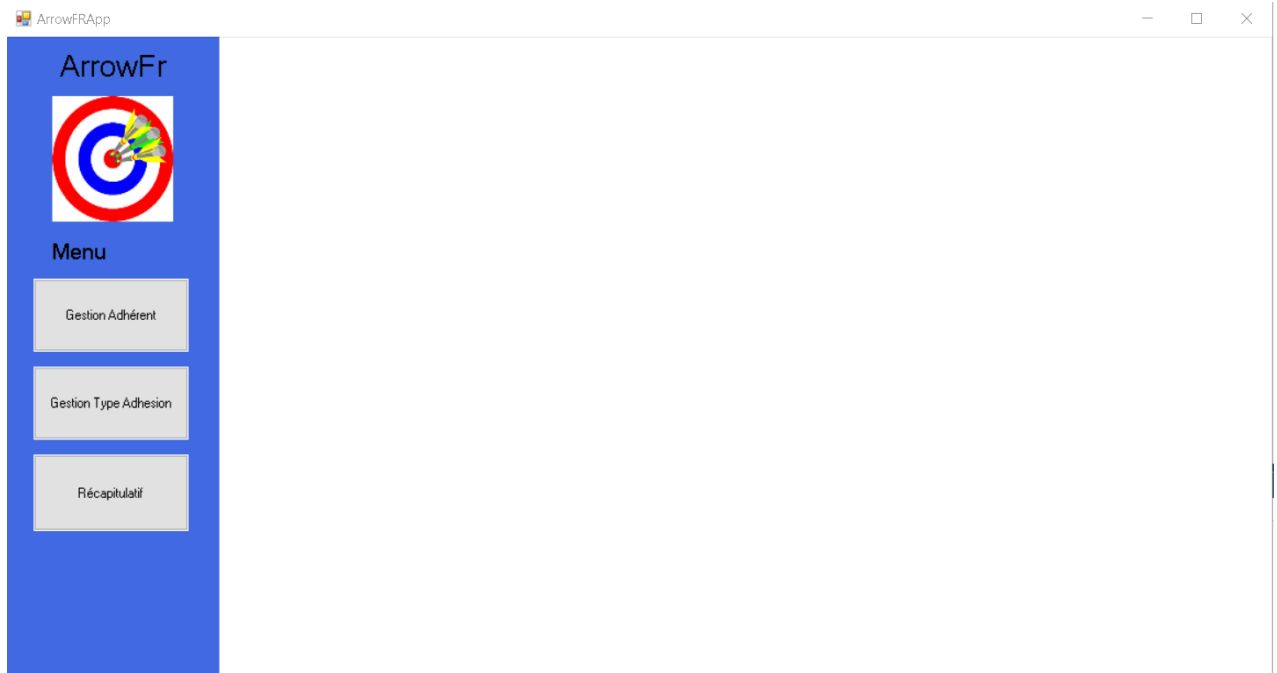 ArrowFRApp
ArrowFr
Menu
Gestion Adhérent
Gestion Type Adhesion
Récapitulatif